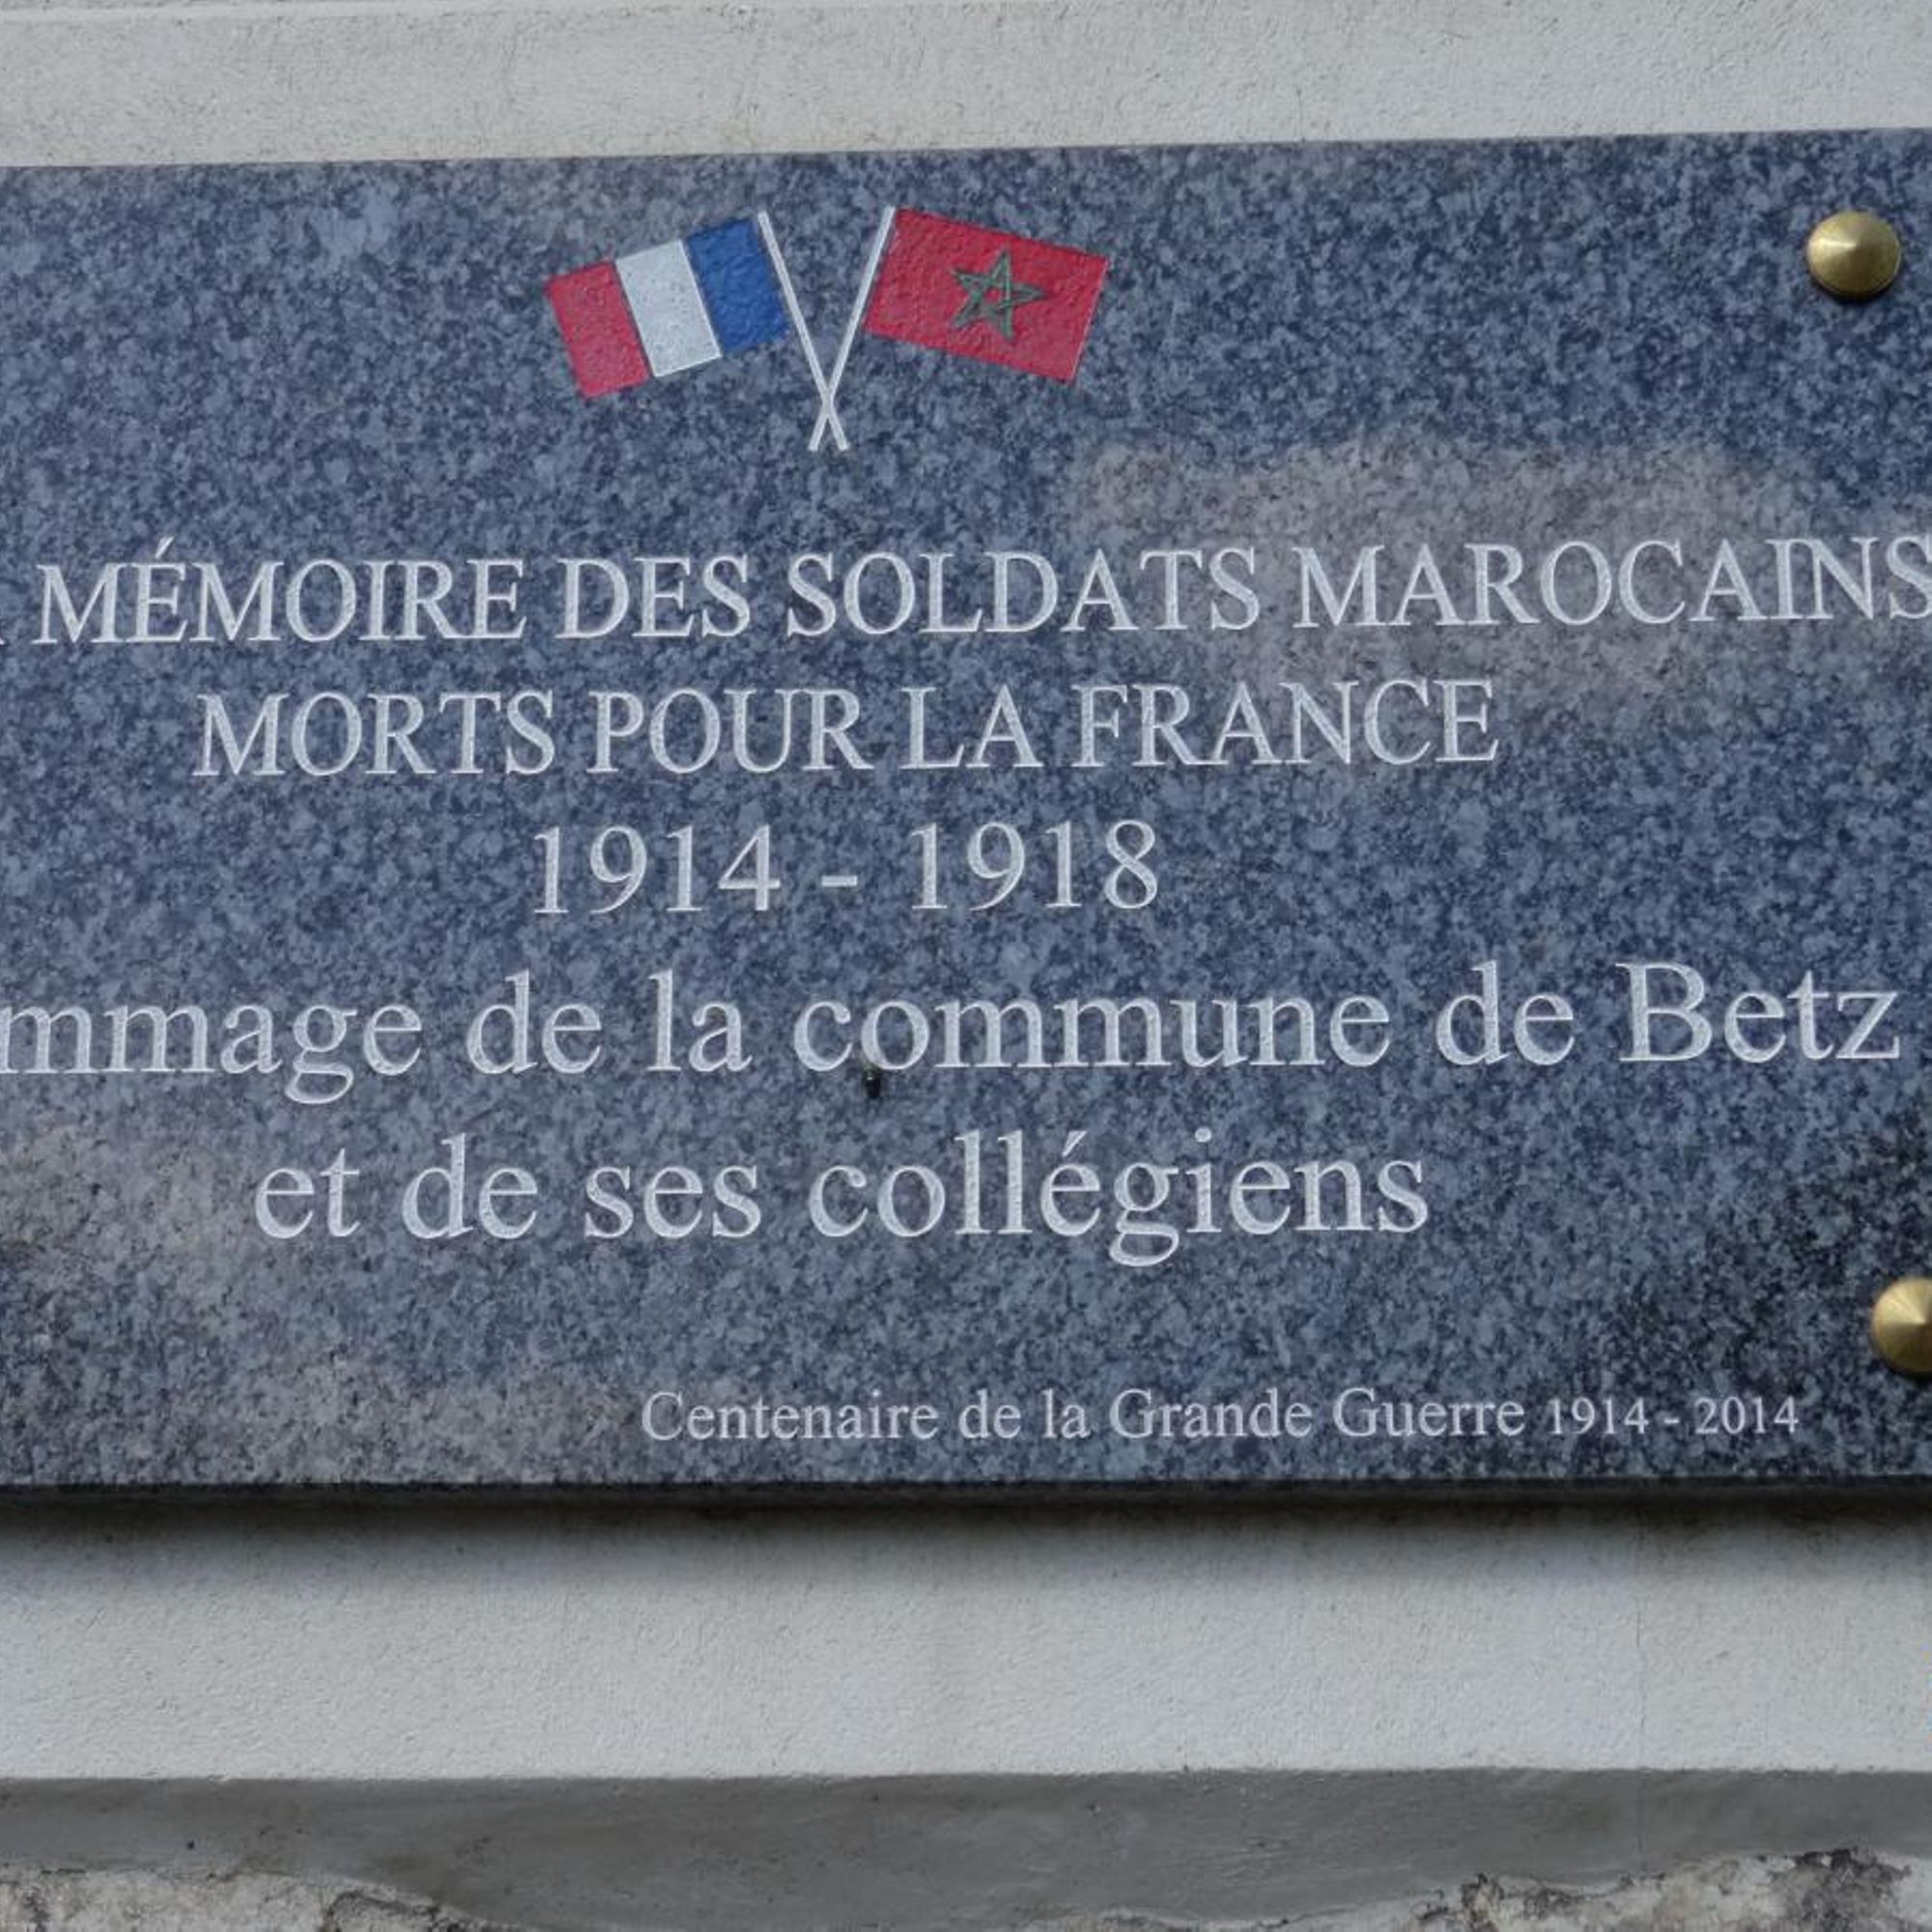 MÉMOIRE DES SOLDATS MAROCAINS
MORTS POUR LA FRANCE
1914 - 1918
mmage de la commune de Betz
et de ses collégiens
Centenaire de la Grande Guerre 1914 - 2014